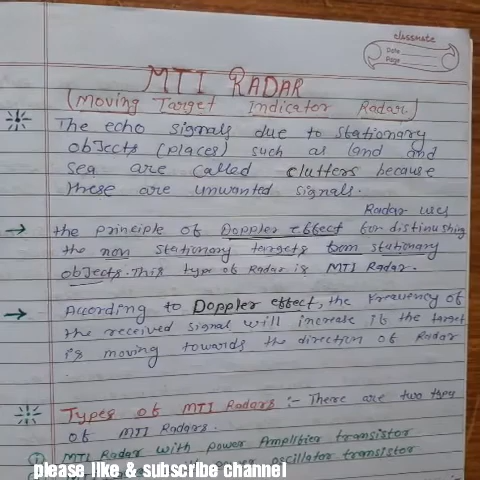 classmate
Date
Page
MTI RADAR
(Moving Target Indicator Radar)
The echo signals due to stationary
objects (places) such as land and
sea are called clutters because
these are unwanted signals.
Radar uses
the principle of Doppler effect for distinushing
the non stationary targets from stationary
objects. This type of Radar is MTI Radar.
According to Doppler effect, the frequency of
the received signal will increase if the target
is moving towards the direction of Radar
Types of MTI Radars :- There are two type
of MTI Radars.
① MTI Radar with power Amplifier transistor
power oscillator transistor
please like & subscribe channel